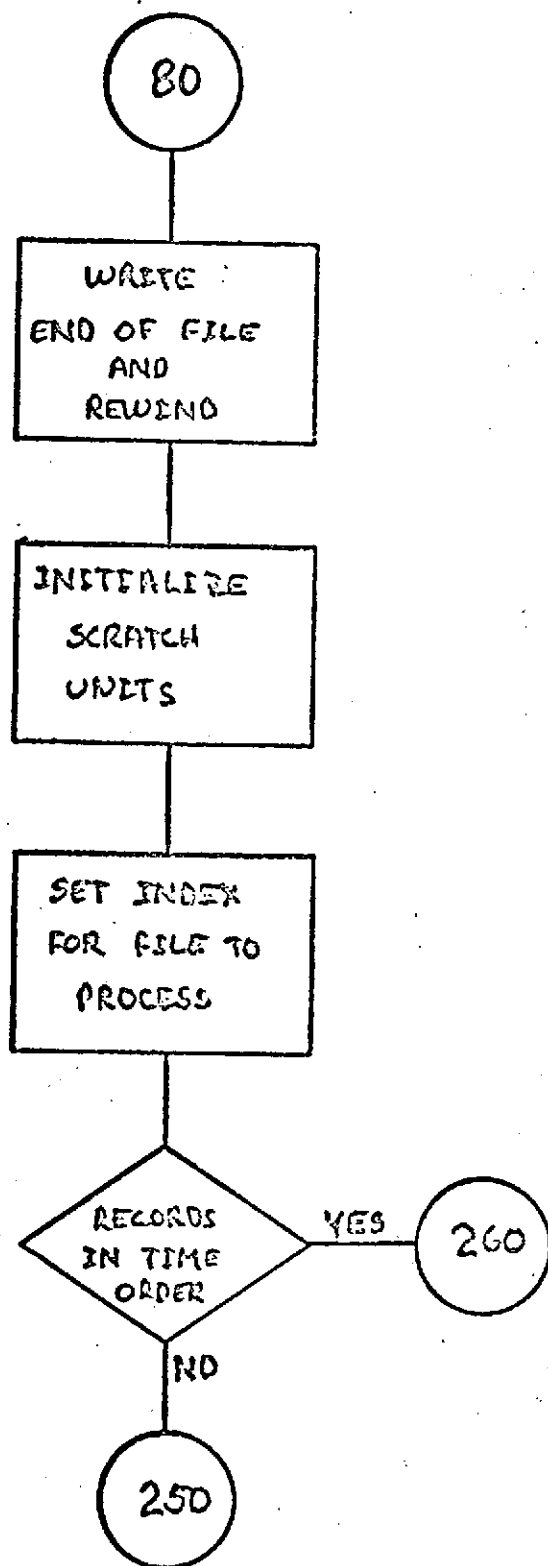 80
WRITE
END OF FILE
AND
REWIND
INITIALIZE
SCRATCH
UNITS
SET INDEX
FOR FILE TO
PROCESS
RECORDS
IN TIME
ORDER
YES
260
NO
250